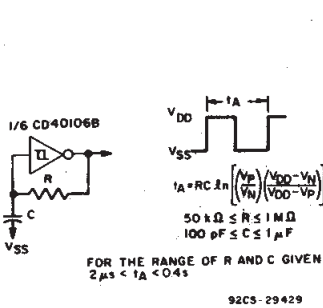 1/6 CD40106B
R
C
VSS
tA
VDD
VSS
tA=RC ln [(VP/VN)(VDD-VN/VDD-VP)]
50 kΩ ≤ R ≤ 1 MΩ
100 pF ≤ C ≤ 1 μF
FOR THE RANGE OF R AND C GIVEN
2μs < tA < 0.4s
92CS-29429